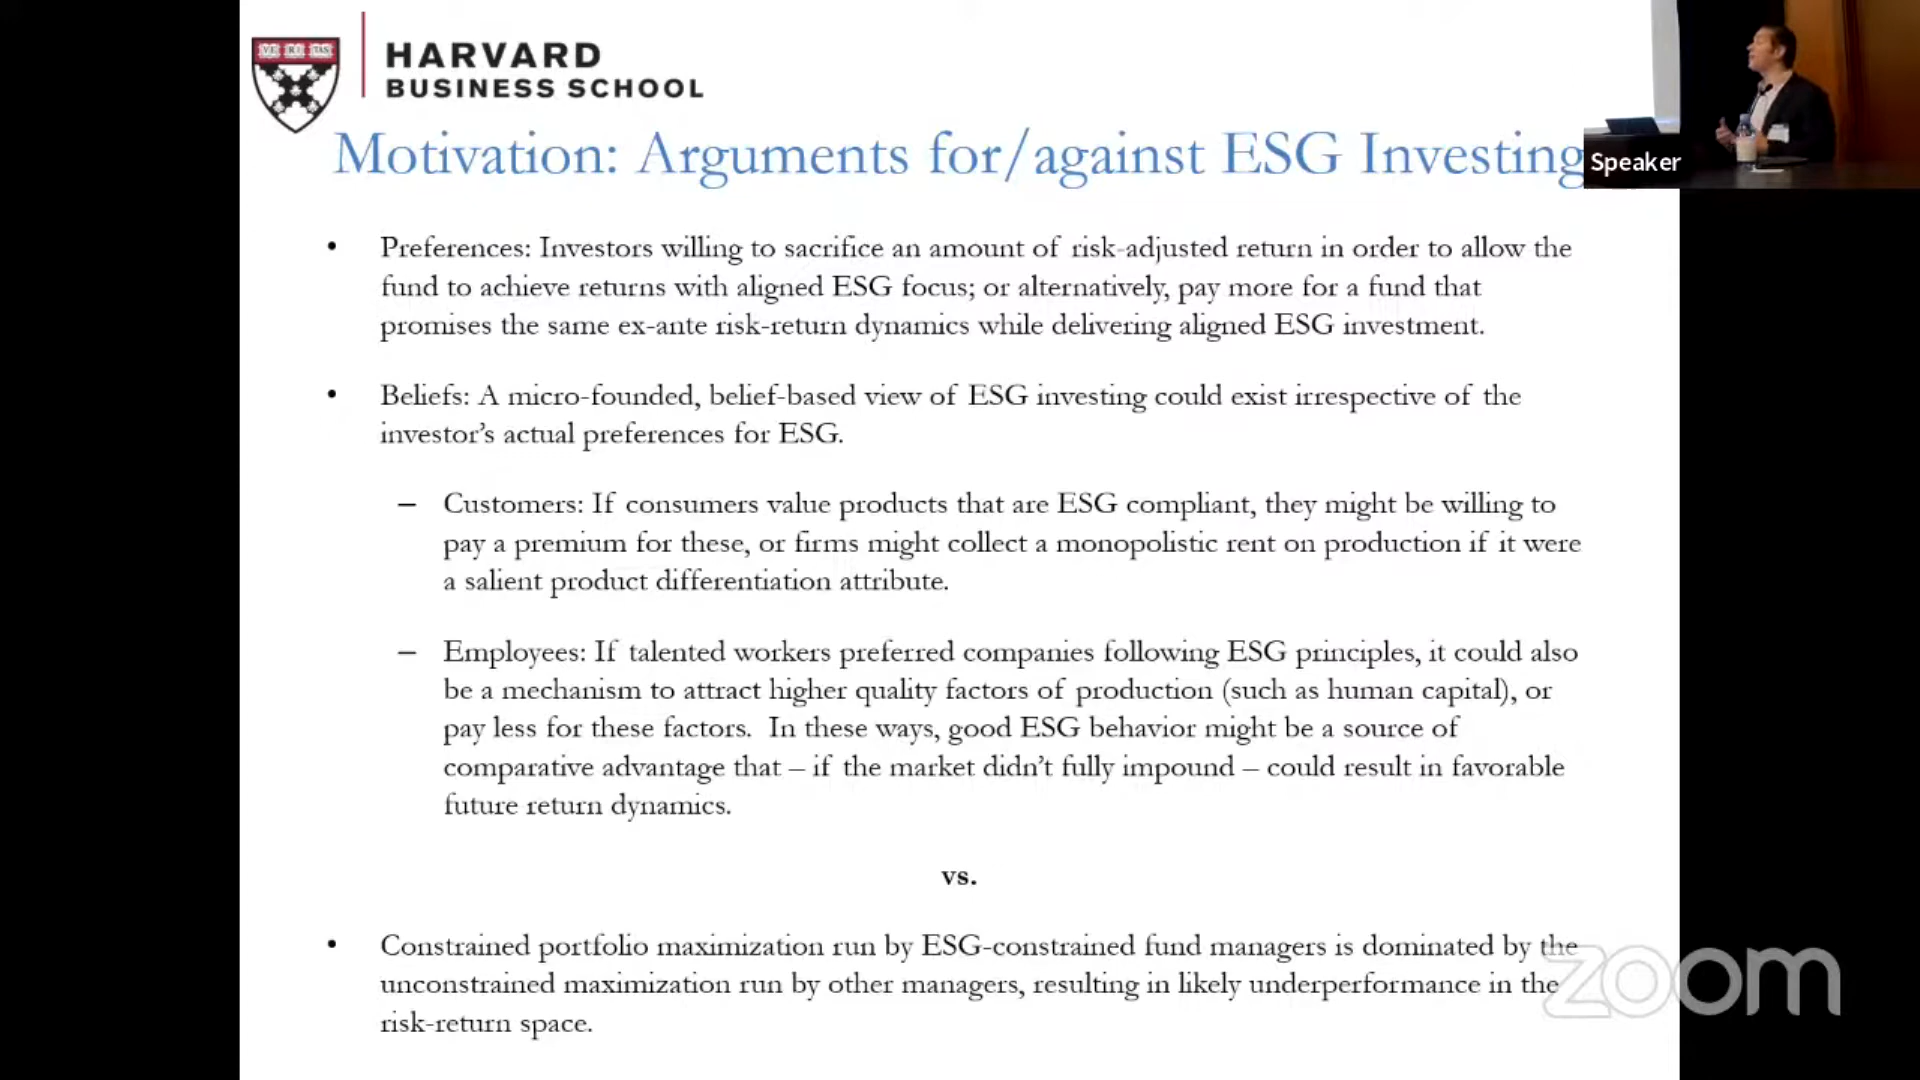 VE RI TAS
HARVARD
BUSINESS SCHOOL
Motivation: Arguments for/against ESG Investing
Speaker
• Preferences: Investors willing to sacrifice an amount of risk-adjusted return in order to allow the
fund to achieve returns with aligned ESG focus; or alternatively, pay more for a fund that
promises the same ex-ante risk-return dynamics while delivering aligned ESG investment.
• Beliefs: A micro-founded, belief-based view of ESG investing could exist irrespective of the
investor's actual preferences for ESG.
– Customers: If consumers value products that are ESG compliant, they might be willing to
pay a premium for these, or firms might collect a monopolistic rent on production if it were
a salient product differentiation attribute.
– Employees: If talented workers preferred companies following ESG principles, it could also
be a mechanism to attract higher quality factors of production (such as human capital), or
pay less for these factors. In these ways, good ESG behavior might be a source of
comparative advantage that – if the market didn't fully impound – could result in favorable
future return dynamics.
vs.
• Constrained portfolio maximization run by ESG-constrained fund managers is dominated by the
unconstrained maximization run by other managers, resulting in likely underperformance in the
risk-return space.
zoom